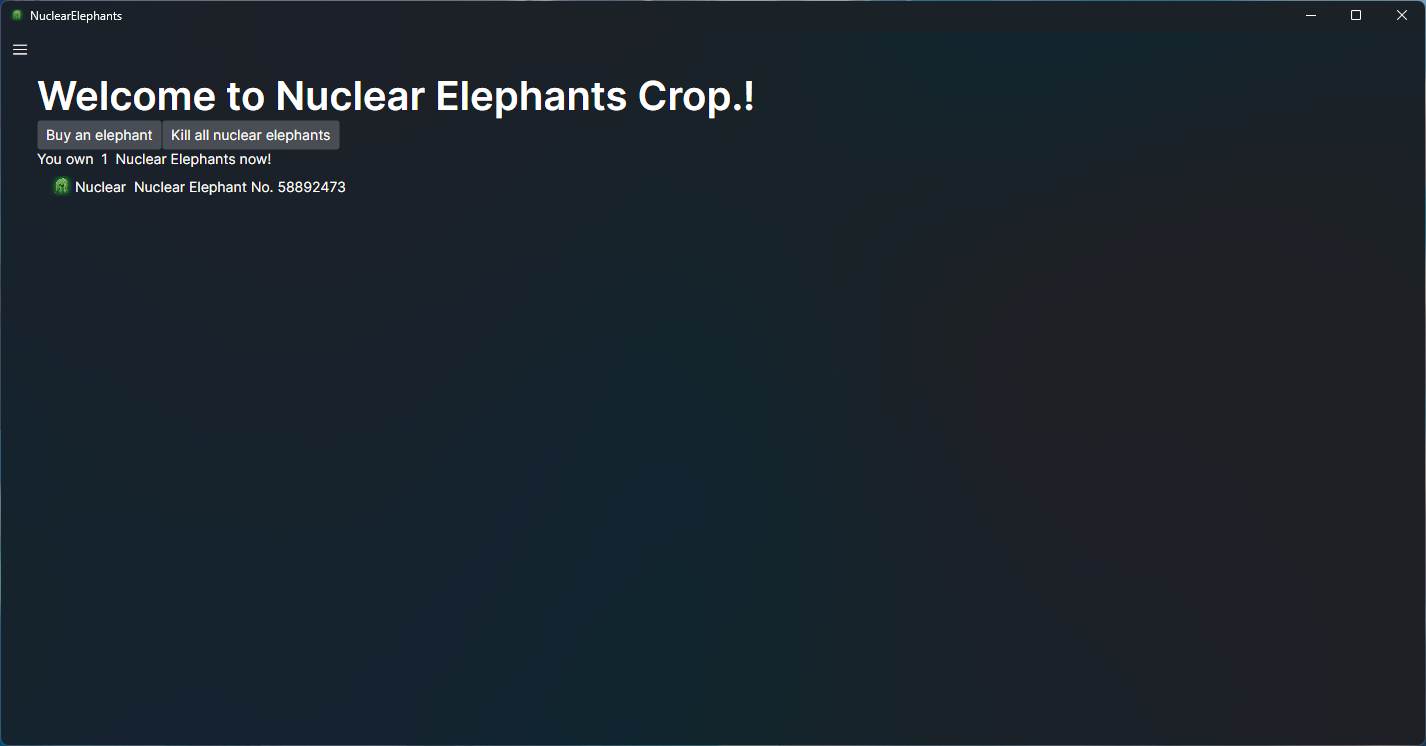 NuclearElephants
Welcome to Nuclear Elephants Crop.!
Buy an elephant Kill all nuclear elephants
You own 1 Nuclear Elephants now!
Nuclear Nuclear Elephant No. 58892473